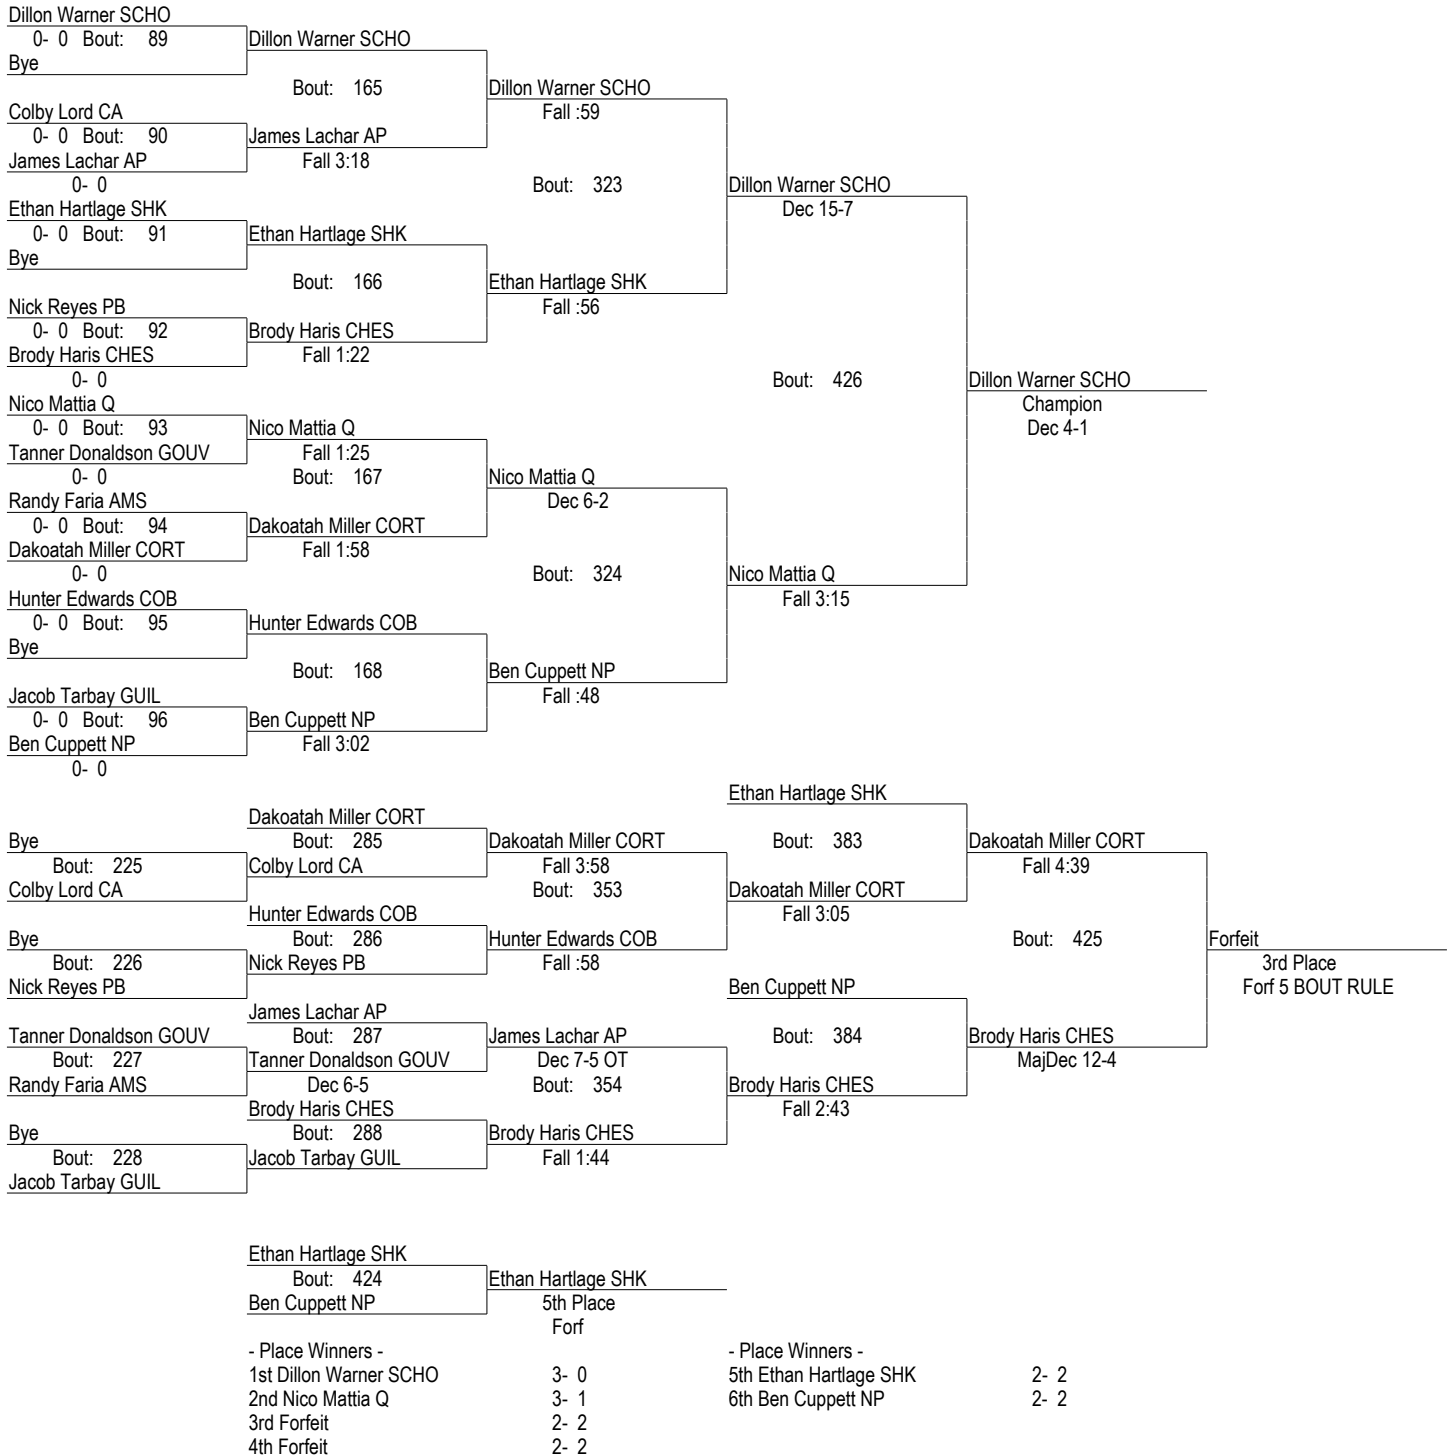 Dillon Warner SCHO
0- 0 Bout: 89
Dillon Warner SCHO
Bye
Bout: 165
Dillon Warner SCHO
Colby Lord CA
Fall :59
0- 0 Bout: 90
James Lachar AP
James Lachar AP
Fall 3:18
0- 0
Bout: 323
Dillon Warner SCHO
Ethan Hartlage SHK
Dec 15-7
0- 0 Bout: 91
Ethan Hartlage SHK
Bye
Bout: 166
Ethan Hartlage SHK
Nick Reyes PB
Fall :56
0- 0 Bout: 92
Brody Haris CHES
Brody Haris CHES
Fall 1:22
0- 0
Bout: 426
Dillon Warner SCHO
Nico Mattia Q
Champion
0- 0 Bout: 93
Nico Mattia Q
Dec 4-1
Tanner Donaldson GOUV
Fall 1:25
0- 0
Bout: 167
Nico Mattia Q
Randy Faria AMS
Dec 6-2
0- 0 Bout: 94
Dakoatah Miller CORT
Dakoatah Miller CORT
Fall 1:58
0- 0
Bout: 324
Nico Mattia Q
Hunter Edwards COB
Fall 3:15
0- 0 Bout: 95
Hunter Edwards COB
Bye
Bout: 168
Ben Cuppett NP
Jacob Tarbay GUIL
Fall :48
0- 0 Bout: 96
Ben Cuppett NP
Ben Cuppett NP
Fall 3:02
0- 0
Ethan Hartlage SHK
Dakoatah Miller CORT
Bye
Bout: 285
Dakoatah Miller CORT
Bout: 383
Dakoatah Miller CORT
Bout: 225
Colby Lord CA
Fall 3:58
Fall 4:39
Colby Lord CA
Bout: 353
Dakoatah Miller CORT
Hunter Edwards COB
Fall 3:05
Bye
Bout: 286
Hunter Edwards COB
Bout: 425
Forfeit
Bout: 226
Nick Reyes PB
Fall :58
3rd Place
Nick Reyes PB
Ben Cuppett NP
Forf 5 BOUT RULE
James Lachar AP
Tanner Donaldson GOUV
Bout: 287
James Lachar AP
Bout: 384
Brody Haris CHES
Bout: 227
Tanner Donaldson GOUV
Dec 7-5 OT
MajDec 12-4
Randy Faria AMS
Dec 6-5
Bout: 354
Brody Haris CHES
Brody Haris CHES
Fall 2:43
Bye
Bout: 288
Brody Haris CHES
Bout: 228
Jacob Tarbay GUIL
Fall 1:44
Jacob Tarbay GUIL
Ethan Hartlage SHK
Bout: 424
Ethan Hartlage SHK
Ben Cuppett NP
5th Place
Forf
- Place Winners -
- Place Winners -
1st Dillon Warner SCHO 3- 0
5th Ethan Hartlage SHK 2- 2
2nd Nico Mattia Q 3- 1
6th Ben Cuppett NP 2- 2
3rd Forfeit 2- 2
4th Forfeit 2- 2